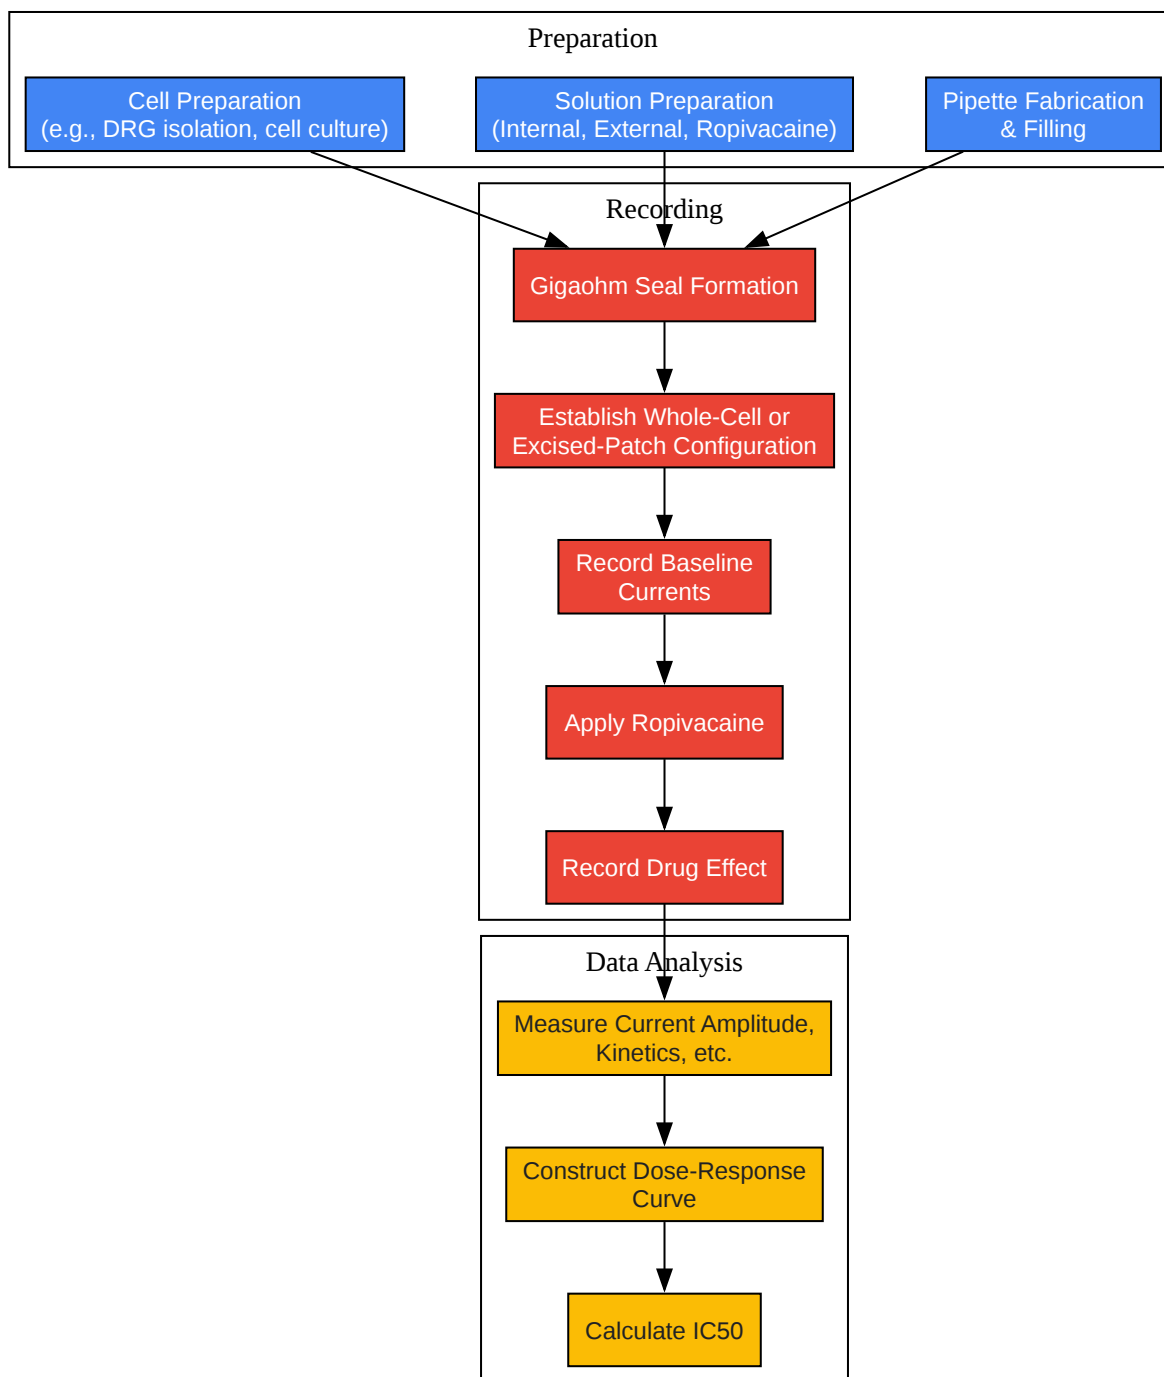 Preparation
Cell Preparation
(e.g., DRG isolation, cell culture)
Solution Preparation
(Internal, External, Ropivacaine)
Pipette Fabrication
& Filling
Recording
Gigaohm Seal Formation
Establish Whole-Cell or
Excised-Patch Configuration
Record Baseline
Currents
Apply Ropivacaine
Record Drug Effect
Data Analysis
Measure Current Amplitude,
Kinetics, etc.
Construct Dose-Response
Curve
Calculate IC50